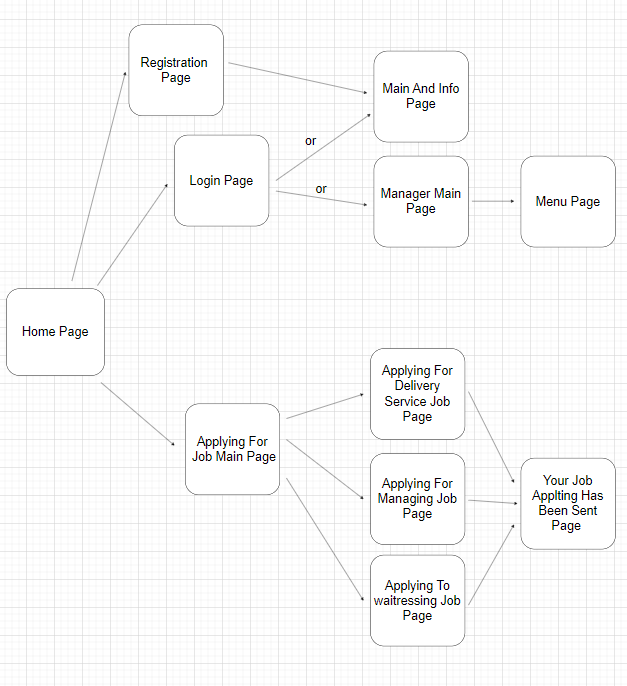 Registration
Page
Main And Info
Page
or
Login Page
or
Manager Main
Page
Menu Page
Home Page
Applying For
Delivery
Service Job
Page
Applying For
Job Main Page
Applying For
Managing Job
Page
Your Job
Applting Has
Been Sent
Page
Applying To
waitressing Job
Page